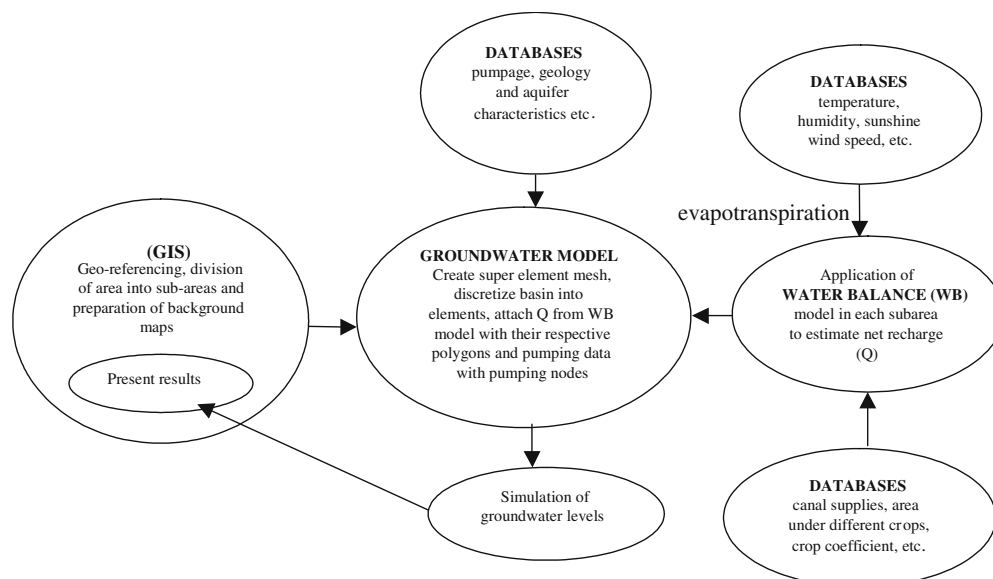 DATABASES
pumpage, geology
and aquifer
characteristics etc.
DATABASES
temperature,
humidity, sunshine
wind speed, etc.
evapotranspiration
(GIS)
Geo-referencing, division
of area into sub-areas and
preparation of background
maps
Present results
GROUNDWATER MODEL
Create super element mesh,
discretize basin into
elements, attach Q from WB
model with their respective
polygons and pumping data
with pumping nodes
Application of
WATER BALANCE (WB)
model in each subarea
to estimate net recharge
(Q)
Simulation of
groundwater levels
DATABASES
canal supplies, area
under different crops,
crop coefficient, etc.